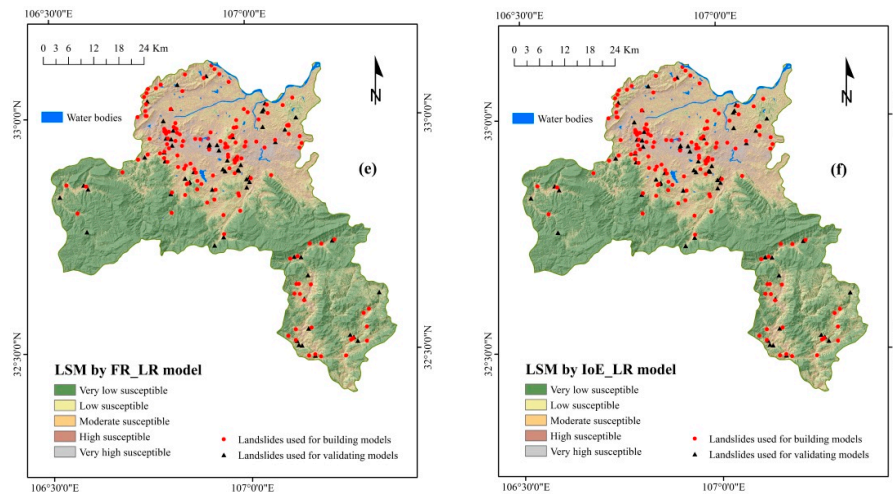 106°30'0"E 107°0'0"E
0 3 6 12 18 24 Km
N
33°0'0"N
Water bodies
(e)
33°0'0"N
32°30'0"N
32°30'0"N
LSM by FR_LR model
Very low susceptible
Low susceptible
Moderate susceptible
High susceptible
Very high susceptible
Landslides used for building models
Landslides used for validating models
106°30'0"E 107°0'0"E
106°30'0"E 107°0'0"E
0 3 6 12 18 24 Km
N
33°0'0"N
Water bodies
(f)
33°0'0"N
32°30'0"N
32°30'0"N
LSM by IoE_LR model
Very low susceptible
Low susceptible
Moderate susceptible
High susceptible
Very high susceptible
Landslides used for building models
Landslides used for validating models
106°30'0"E 107°0'0"E